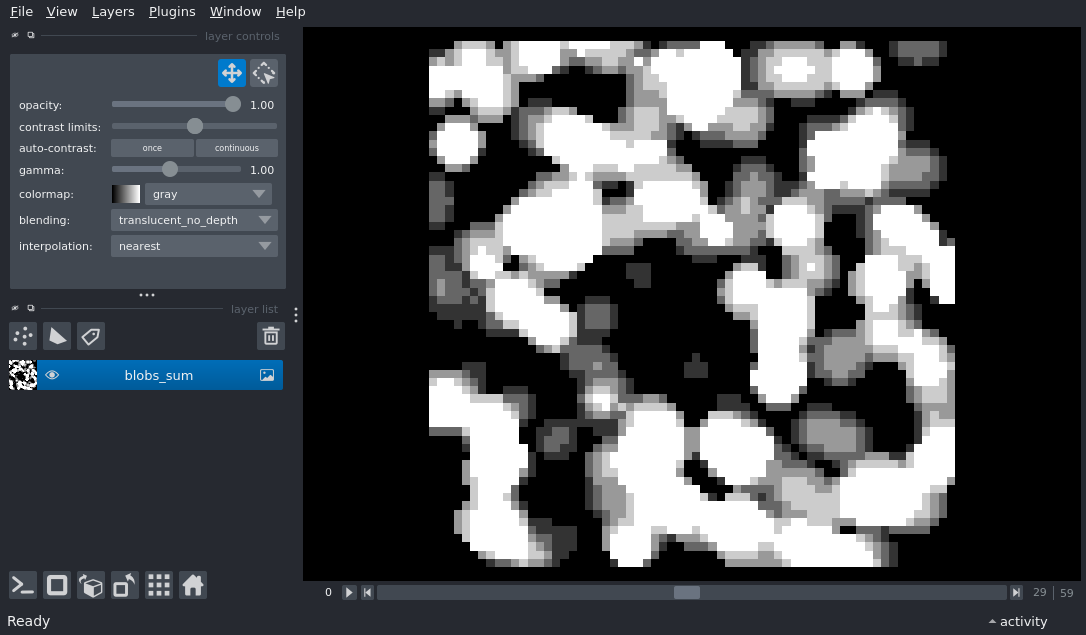 File View Layers Plugins Window Help
layer controls
opacity: 1.00
contrast limits:
auto-contrast: once continuous
gamma: 1.00
colormap: gray
blending: translucent_no_depth
interpolation: nearest
layer list
blobs_sum
0 29 | 59
Ready activity